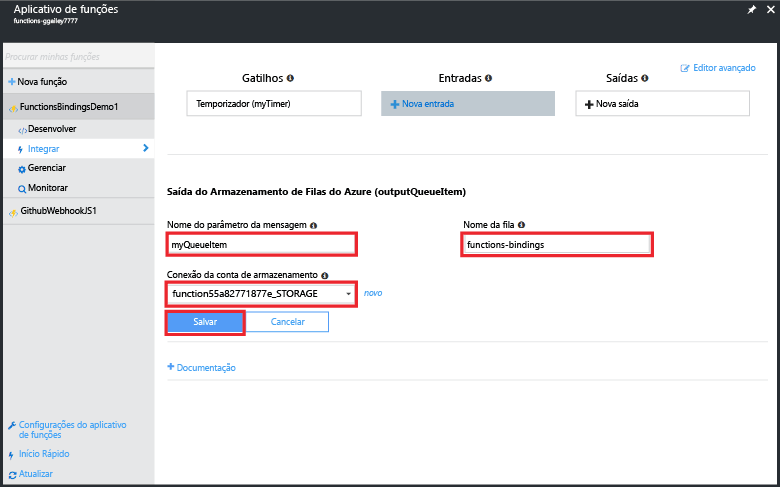 Aplicativo de funções
functions-ggailey7777
Procurar minhas funções
Nova função
FunctionsBindingsDemo1
Desenvolver
Integrar
Gerenciar
Monitorar
GithubWebhookJS1
Configurações do aplicativo
de funções
Início Rápido
Atualizar
Gatilhos
Entradas
Saídas
Editor avançado
Temporizador (myTimer)
Nova entrada
Nova saída
Saída do Armazenamento de Filas do Azure (outputQueueItem)
Nome do parâmetro da mensagem
Nome da fila
myQueueItem
functions-bindings
Conexão da conta de armazenamento
function55a82771877e_STORAGE
novo
Salvar
Cancelar
Documentação